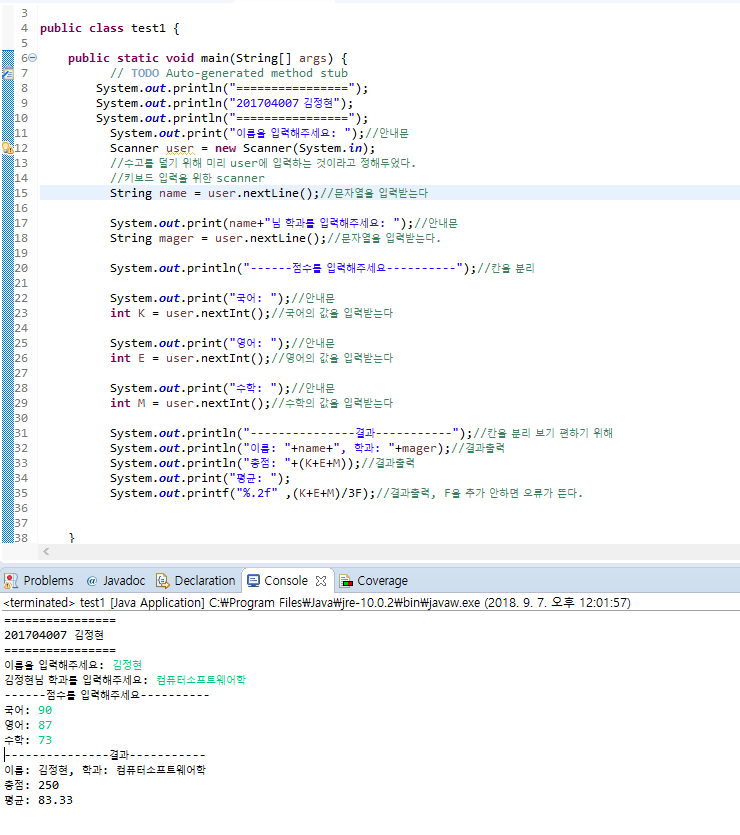 3
4 public class test1 {
5
6 public static void main(String[] args) {
7 // TODO Auto-generated method stub
8 System.out.println("================");
9 System.out.println("201704007 김정현");
10 System.out.println("================");
11 System.out.print("이름을 입력해주세요: ");//안내문
12 Scanner user = new Scanner(System.in);
13 //수고를 덜기 위해 미리 user에 입력하는 것이라고 정해두었다.
14 //키보드 입력을 위한 scanner
15 String name = user.nextLine();//문자열을 입력받는다
16
17 System.out.print(name+"님 학과를 입력해주세요: ");//안내문
18 String mager = user.nextLine();//문자열을 입력받는다.
19
20 System.out.println("------점수를 입력해주세요----------");//칸을 분리
21
22 System.out.print("국어: ");//안내문
23 int K = user.nextInt();//국어의 값을 입력받는다
24
25 System.out.print("영어: ");//안내문
26 int E = user.nextInt();//영어의 값을 입력받는다
27
28 System.out.print("수학: ");//안내문
29 int M = user.nextInt();//수학의 값을 입력받는다
30
31 System.out.println("---------------결과-----------");//칸을 분리 보기 편하기 위해
32 System.out.println("이름: "+name+", 학과: "+mager);//결과출력
33 System.out.println("총점: "+(K+E+M));//결과출력
34 System.out.print("평균: ");
35 System.out.printf("%.2f" ,(K+E+M)/3F);//결과출력, F을 추가 안하면 오류가 뜬다.
36
37
38 }
Problems @ Javadoc Declaration Console Coverage
<terminated> test1 [Java Application] C:₩Program Files₩Java₩jre-10.0.2₩bin₩javaw.exe (2018. 9. 7. 오후 12:01:57)
================
201704007 김정현
================
이름을 입력해주세요: 김정현
김정현님 학과를 입력해주세요: 컴퓨터소프트웨어학
------점수를 입력해주세요----------
국어: 90
영어: 87
수학: 73
---------------결과-----------
이름: 김정현, 학과: 컴퓨터소프트웨어학
총점: 250
평균: 83.33